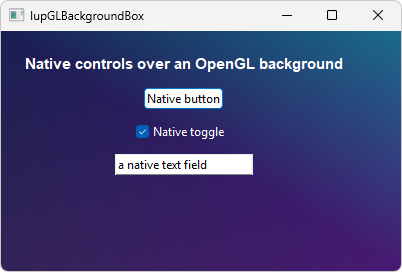 IupGLBackgroundBox
Native controls over an OpenGL background
Native button
Native toggle
a native text field